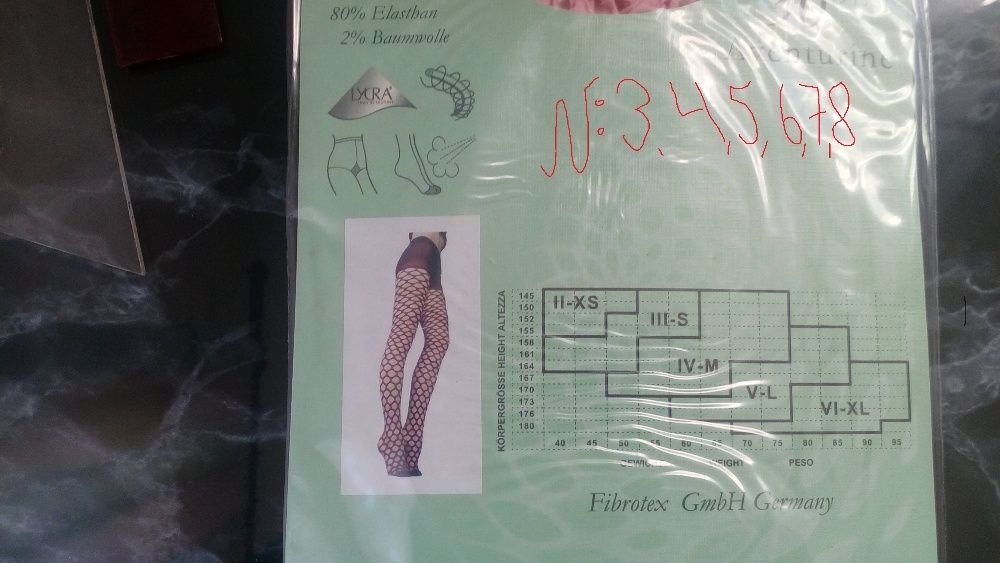 80% Elasthan
2% Baumwolle
Aventurine
LYCRA
N: 3, 4, 5, 6, 7, 8
KÖRPERGRÖSSE HEIGHT ALTEZZA
145
150
152
155
158
161
164
167
170
173
176
180
II-XS
III-S
IV-M
V-L
VI-XL
40 45 50 55 60 65 70 75 80 85 90 95
GEWICHT WEIGHT PESO
Fibrotex GmbH Germany